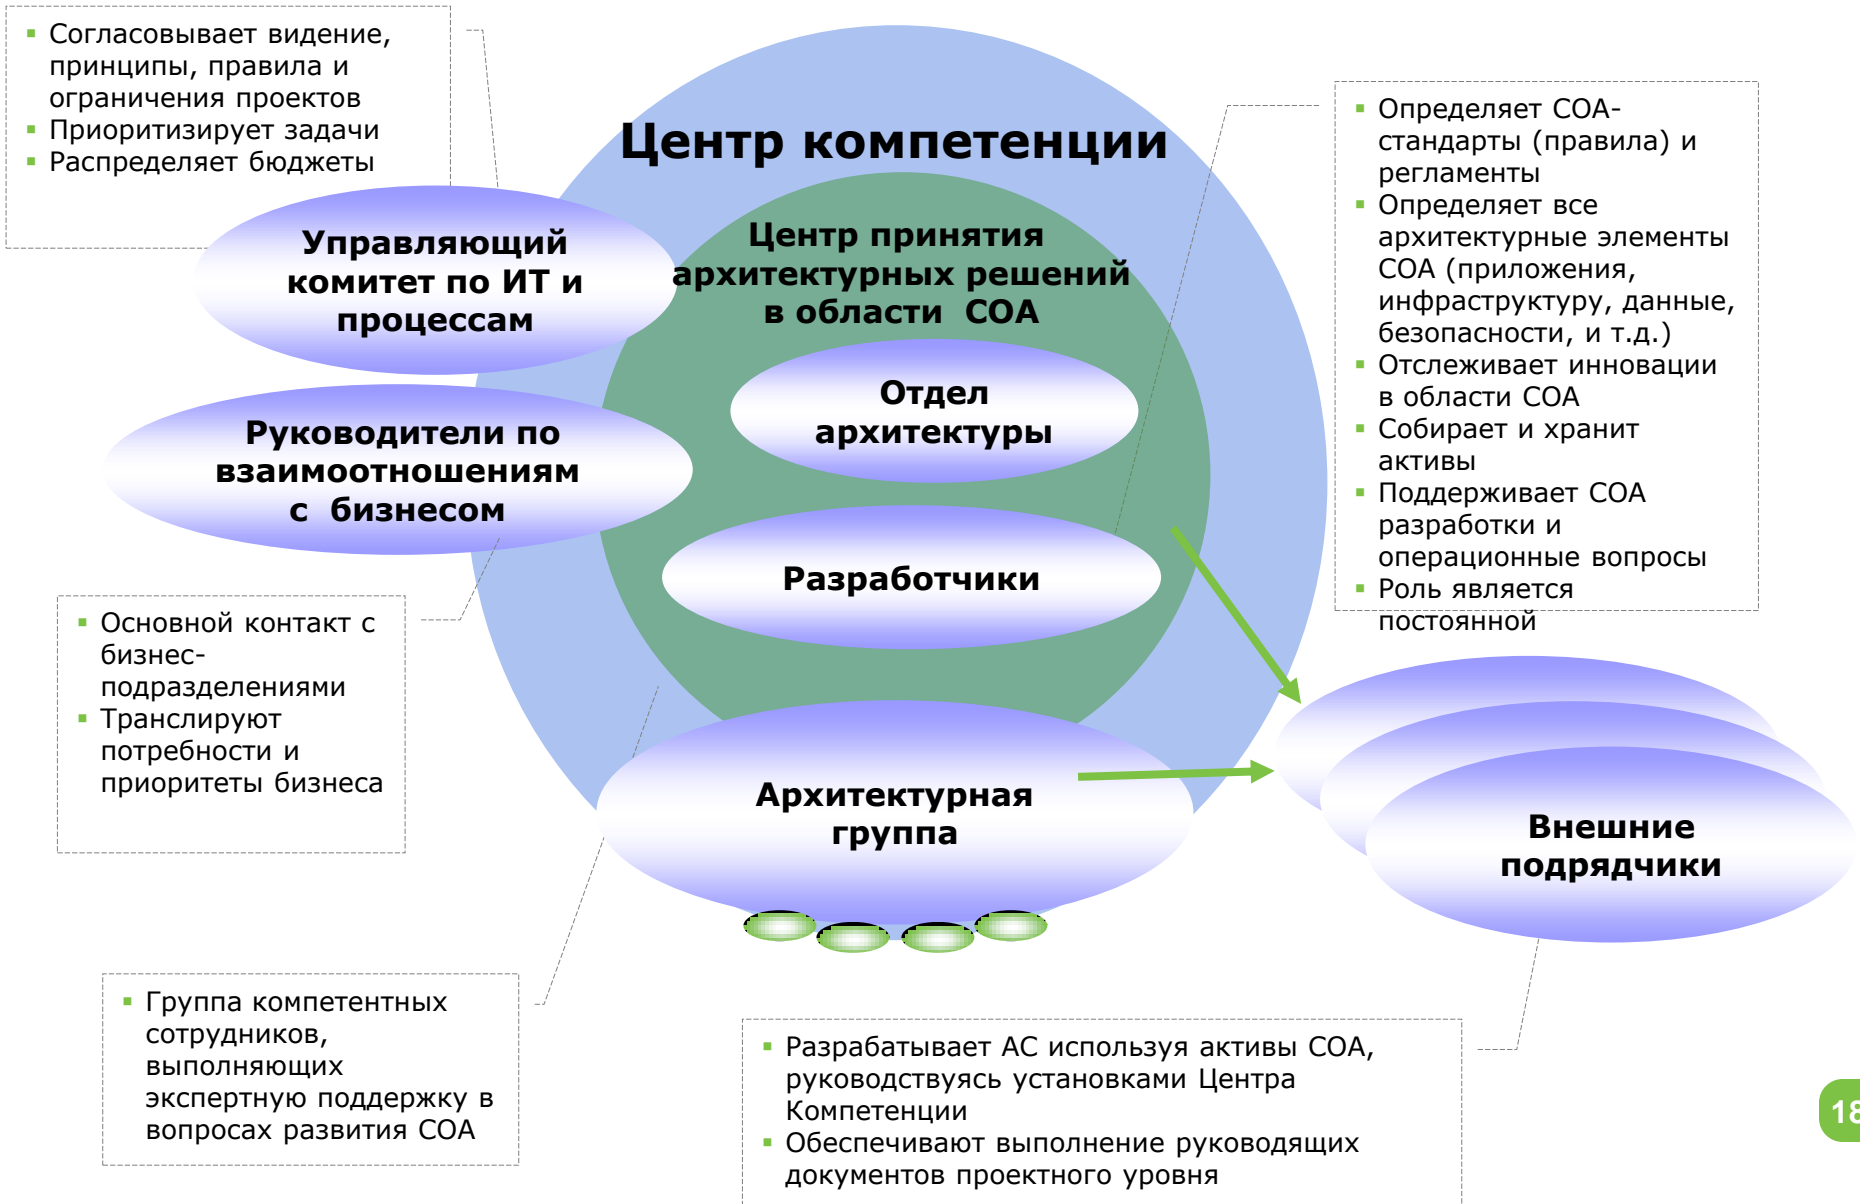 Согласовывает видение,
принципы, правила и
ограничения проектов
Приоритизирует задачи
Распределяет бюджеты
Центр компетенции
Управляющий
комитет по ИТ и
процессам
Центр принятия
архитектурных решений
в области СОА
Руководители по
взаимоотношениям
с бизнесом
Отдел
архитектуры
Разработчики
Определяет СОА-
стандарты (правила) и
регламенты
Определяет все
архитектурные элементы
СОА (приложения,
инфраструктуру, данные,
безопасности, и т.д.)
Отслеживает инновации
в области СОА
Собирает и хранит
активы
Поддерживает СОА
разработки и
операционные вопросы
Роль является
постоянной
Основной контакт с
бизнес-
подразделениями
Транслируют
потребности и
приоритеты бизнеса
Архитектурная
группа
Внешние
подрядчики
Группа компетентных
сотрудников,
выполняющих
экспертную поддержку в
вопросах развития СОА
Разрабатывает АС используя активы СОА,
руководствуясь установками Центра
Компетенции
Обеспечивают выполнение руководящих
документов проектного уровня
18